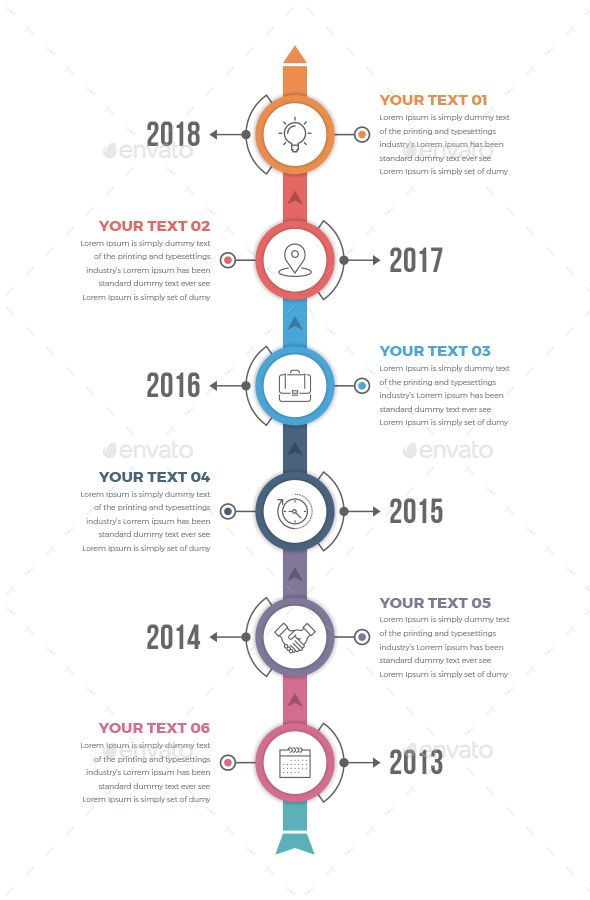 2018
YOUR TEXT 01
Lorem Ipsum is simply dummy text
of the printing and typesettings
industry's Lorem Ipsum has been
standard dummy text ever see
Lorem Ipsum is simply set of dumy
envato
envato
YOUR TEXT 02
Lorem Ipsum is simply dummy text
of the printing and typesettings
industry's Lorem Ipsum has been
standard dummy text ever see
Lorem Ipsum is simply set of dumy
2017
2016
YOUR TEXT 03
Lorem Ipsum is simply dummy text
of the printing and typesettings
industry's Lorem Ipsum has been
standard dummy text ever see
Lorem Ipsum is simply set of dumy
envato
envato
YOUR TEXT 04
Lorem Ipsum is simply dummy text
of the printing and typesettings
industry's Lorem Ipsum has been
standard dummy text ever see
Lorem Ipsum is simply set of dumy
2015
2014
YOUR TEXT 05
Lorem Ipsum is simply dummy text
of the printing and typesettings
industry's Lorem Ipsum has been
standard dummy text ever see
Lorem Ipsum is simply set of dumy
YOUR TEXT 06
Lorem Ipsum is simply dummy text
of the printing and typesettings
industry's Lorem Ipsum has been
standard dummy text ever see
Lorem Ipsum is simply set of dumy
2013
envato
envato